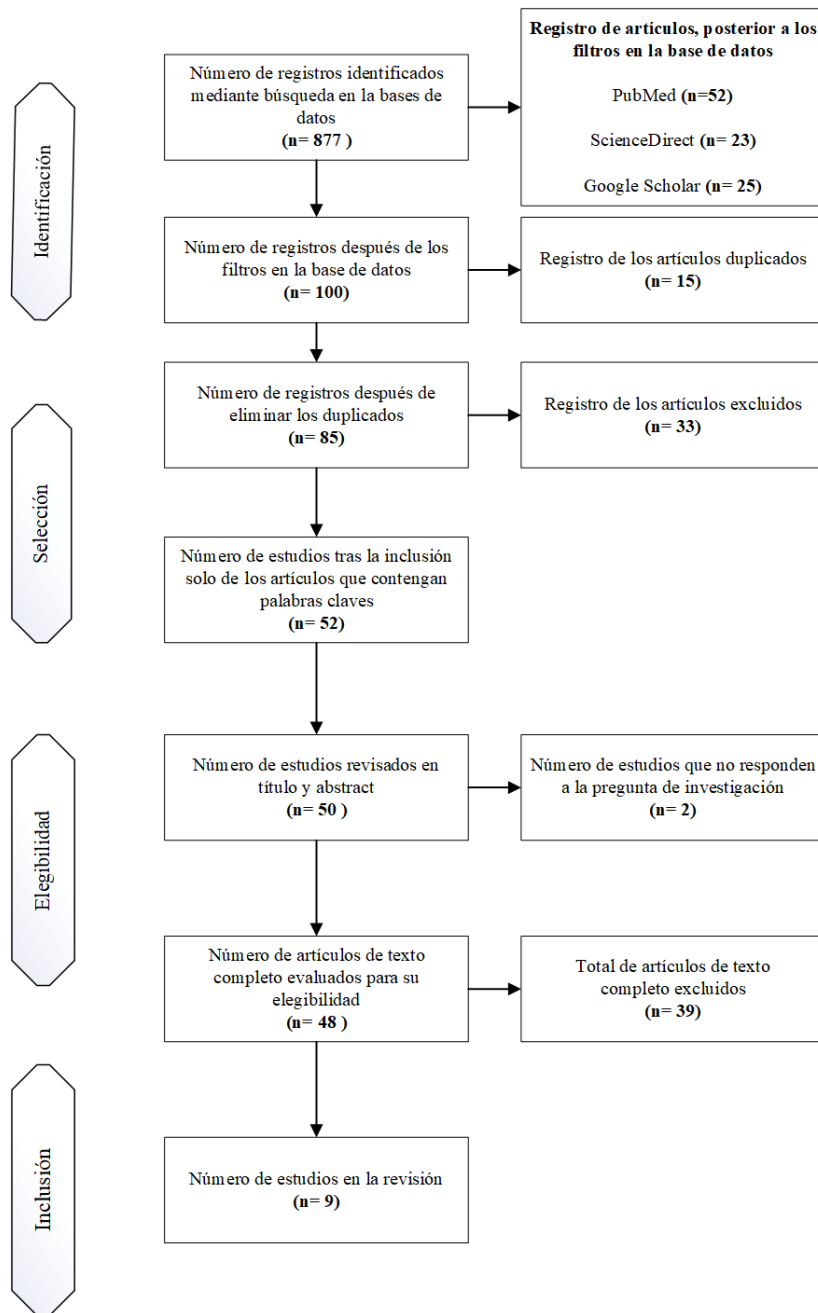 Identificación
Número de registros identificados
mediante búsqueda en la bases de
datos
(n= 877 )
Registro de artículos, posterior a los
filtros en la base de datos
PubMed (n=52)
ScienceDirect (n= 23)
Google Scholar (n= 25)
Número de registros después de los
filtros en la base de datos
(n= 100)
Registro de los artículos duplicados
(n= 15)
Selección
Número de registros después de
eliminar los duplicados
(n= 85)
Registro de los artículos excluidos
(n= 33)
Número de estudios tras la inclusión
solo de los artículos que contengan
palabras claves
(n= 52)
Elegibilidad
Número de estudios revisados en
título y abstract
(n= 50 )
Número de estudios que no responden
a la pregunta de investigación
(n= 2)
Número de artículos de texto
completo evaluados para su
elegibilidad
(n= 48 )
Total de artículos de texto
completo excluidos
(n= 39)
Inclusión
Número de estudios en la revisión
(n= 9)